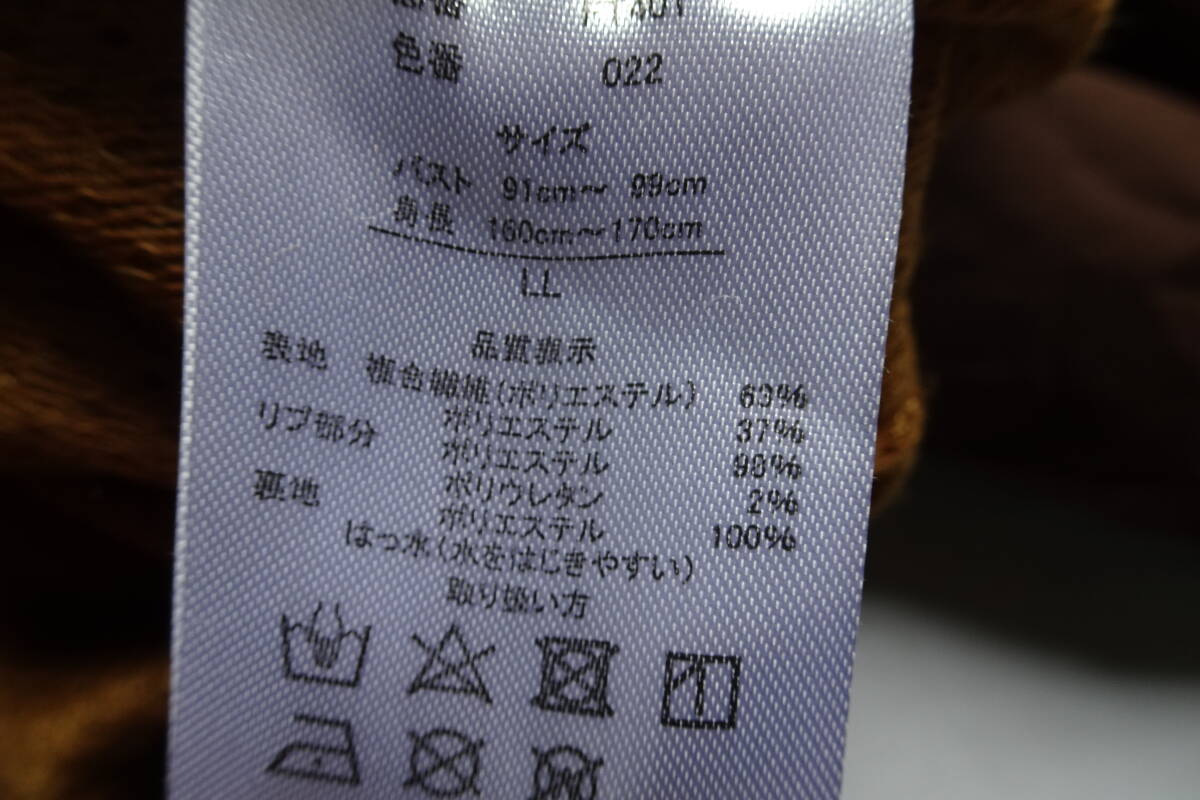 色番 022
サイズ
バスト 91cm～ 99cm
身長 160cm～170cm
LL
品質表示
表地 複合繊維(ポリエステル) 63%
ポリエステル 37%
リブ部分 ポリエステル 98%
ポリウレタン 2%
裏地 ポリエステル 100%
はっ水(水をはじきやすい)
取り扱い方